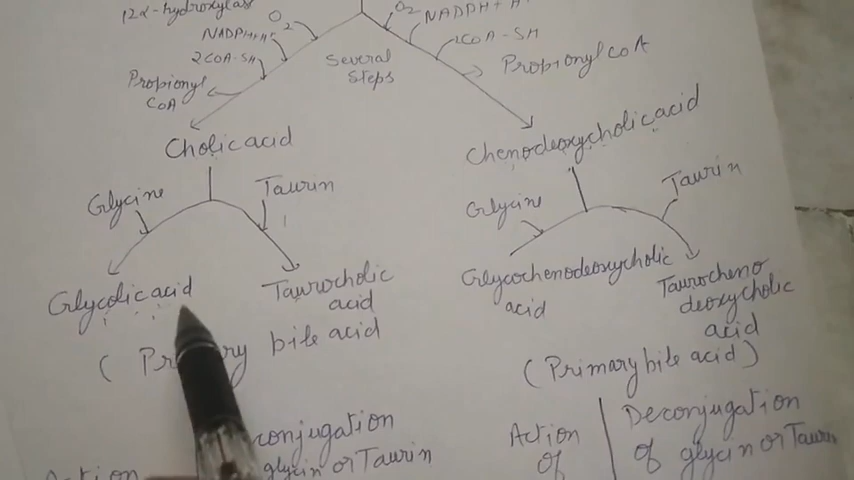 12α-hydroxylase
O2
NADPH+H+
2CoA-SH
Propionyl
CoA
Several
Steps
O2
NADPH+H+
2CoA-SH
Propionyl CoA
Cholic acid
Chenodeoxycholic acid
Glycine
Taurin
Glycine
Taurin
Glycolic acid
Taurocholic
acid
Glycochenodeoxycholic
acid
Taurocheno
deoxycholic
acid
bile acid
(Primary bile acid)
conjugation
glycin or Taurin
Action
of
Deconjugation
of glycin or Taurin
Action